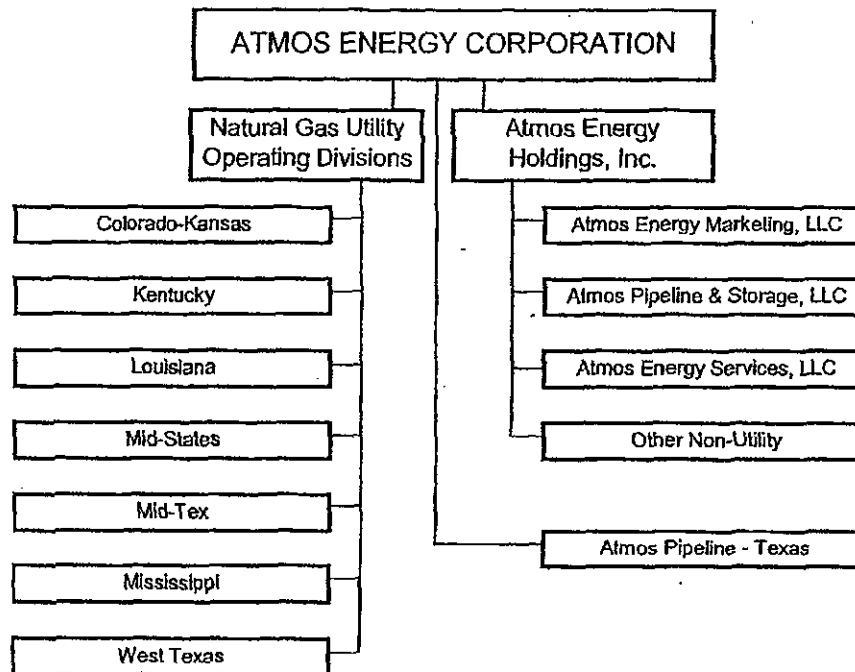 ATMOS ENERGY CORPORATION
Natural Gas Utility
Operating Divisions
Atmos Energy
Holdings, Inc.
Colorado-Kansas
Kentucky
Louisiana
Mid-States
Mid-Tex
Mississippi
West Texas
Atmos Energy Marketing, LLC
Atmos Pipeline & Storage, LLC
Atmos Energy Services, LLC
Other Non-Utility
Atmos Pipeline - Texas